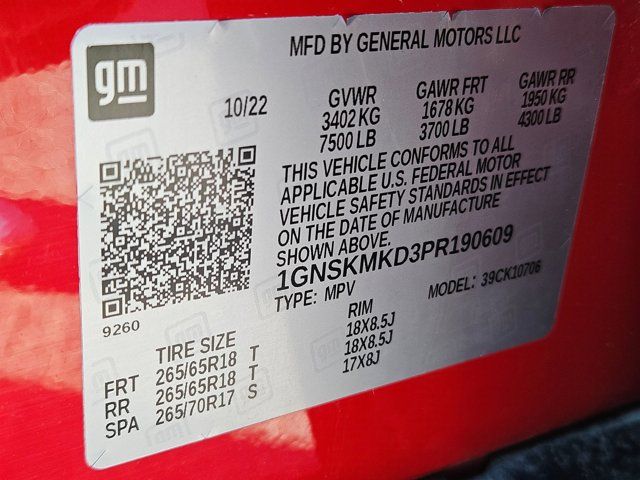 gm
MFD BY GENERAL MOTORS LLC
10/22
GVWR GAWR FRT GAWR RR
3402 KG 1678 KG 1950 KG
7500 LB 3700 LB 4300 LB
THIS VEHICLE CONFORMS TO ALL
APPLICABLE U.S. FEDERAL MOTOR
VEHICLE SAFETY STANDARDS IN EFFECT
ON THE DATE OF MANUFACTURE
SHOWN ABOVE.
1GNSKMKD3PR190609
TYPE: MPV MODEL: 39CK10706
9260
TIRE SIZE RIM
FRT 265/65R18 T 18X8.5J
RR 265/65R18 T 18X8.5J
SPA 265/70R17 S 17X8J